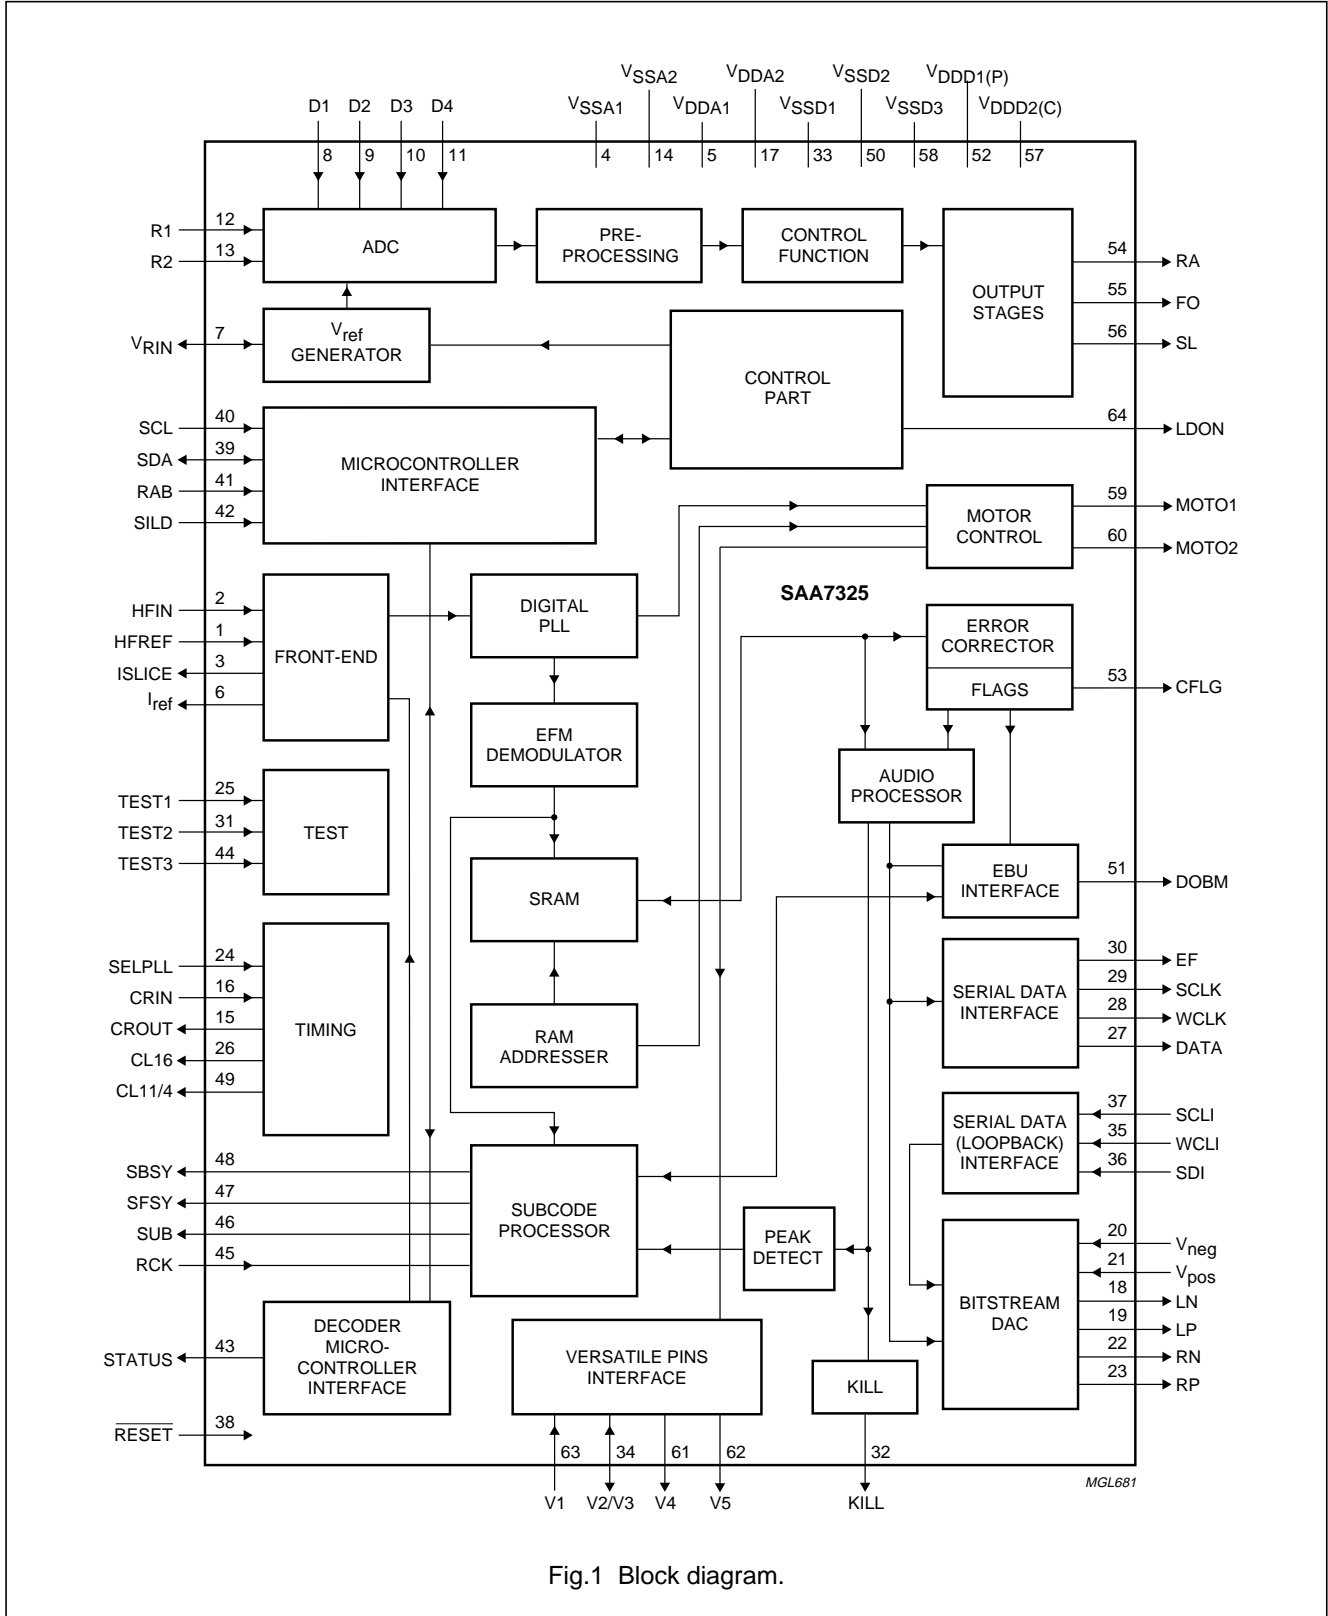 VSSA2 VDDA2 VSSD2 VDDD1(P)
D1 D2 D3 D4 VSSA1 VDDA1 VSSD1 VSSD3 VDDD2(C)
8 9 10 11 4 14 5 17 33 50 58 52 57
R1 12
R2 13
ADC
PRE-
PROCESSING
CONTROL
FUNCTION
OUTPUT
STAGES
54 RA
55 FO
56 SL
VRIN 7
Vref
GENERATOR
CONTROL
PART
64 LDON
SCL 40
SDA 39
RAB 41
SILD 42
MICROCONTROLLER
INTERFACE
MOTOR
CONTROL
59 MOTO1
60 MOTO2
SAA7325
HFIN 2
HFREF 1
ISLICE 3
Iref 6
FRONT-END
DIGITAL
PLL
ERROR
CORRECTOR
FLAGS
53 CFLG
EFM
DEMODULATOR
AUDIO
PROCESSOR
TEST1 25
TEST2 31
TEST3 44
TEST
SRAM
EBU
INTERFACE
51 DOBM
SELPLL 24
CRIN 16
CROUT 15
CL16 26
CL11/4 49
TIMING
RAM
ADDRESSER
SERIAL DATA
INTERFACE
30 EF
29 SCLK
28 WCLK
27 DATA
SERIAL DATA
(LOOPBACK)
INTERFACE
37 SCLI
35 WCLI
36 SDI
SBSY 48
SFSY 47
SUB 46
RCK 45
SUBCODE
PROCESSOR
PEAK
DETECT
BITSTREAM
DAC
20 Vneg
21 Vpos
18 LN
19 LP
22 RN
23 RP
STATUS 43
DECODER
MICRO-
CONTROLLER
INTERFACE
VERSATILE PINS
INTERFACE
KILL
RESET 38
63 34 61 62 32
V1 V2/V3 V4 V5 KILL
MGL681
Fig.1 Block diagram.